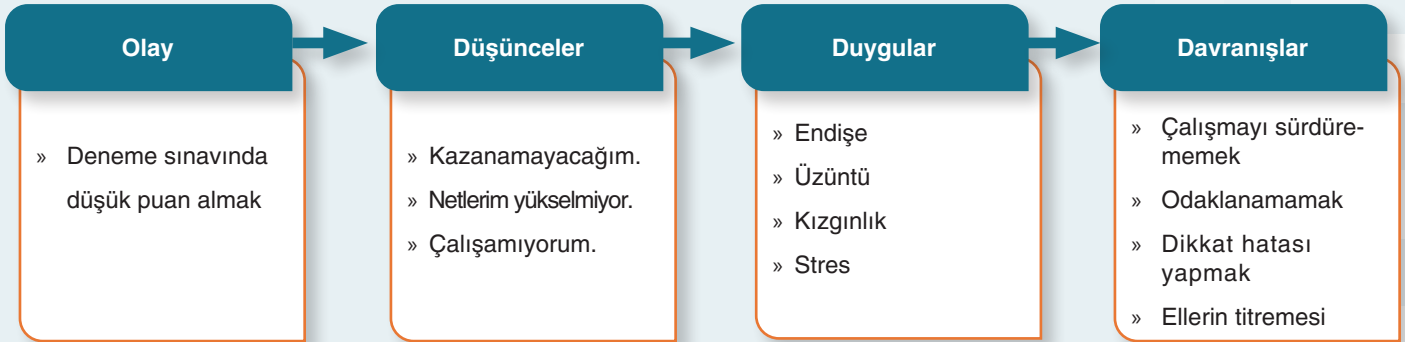 Olay
» Deneme sınavında
düşük puan almak
Düşünceler
» Kazanamayacağım.
» Netlerim yükselmiyor.
» Çalışamıyorum.
Duygular
» Endişe
» Üzüntü
» Kızgınlık
» Stres
Davranışlar
» Çalışmayı sürdüre-
memek
» Odaklanamamak
» Dikkat hatası
yapmak
» Ellerin titremesi